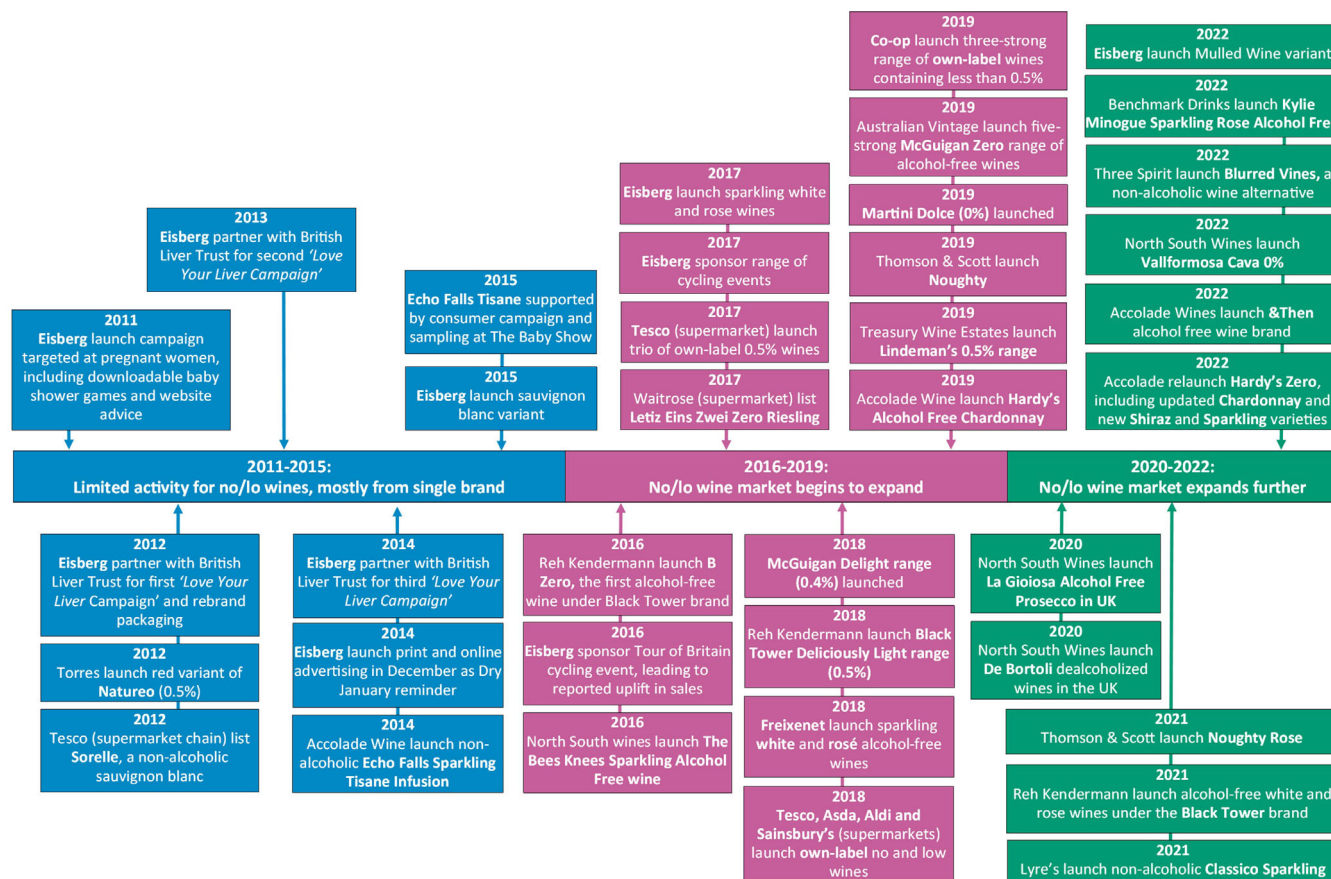 2011
Eisberg launch campaign
targeted at pregnant women,
including downloadable baby
shower games and website
advice
2013
Eisberg partner with British
Liver Trust for second ‘Love
Your Liver Campaign’
2015
Echo Falls Tisane supported
by consumer campaign and
sampling at The Baby Show
2015
Eisberg launch sauvignon
blanc variant
2017
Eisberg launch sparkling white
and rose wines
2017
Eisberg sponsor range of
cycling events
2017
Tesco (supermarket) launch
trio of own-label 0.5% wines
2017
Waitrose (supermarket) list
Letiz Eins Zwei Zero Riesling
2019
Co-op launch three-strong
range of own-label wines
containing less than 0.5%
2019
Australian Vintage launch five-
strong McGuigan Zero range of
alcohol-free wines
2019
Martini Dolce (0%) launched
2019
Thomson & Scott launch
Noughty
2019
Treasury Wine Estates launch
Lindeman’s 0.5% range
2019
Accolade Wine launch Hardy’s
Alcohol Free Chardonnay
2022
Eisberg launch Mulled Wine variant
2022
Benchmark Drinks launch Kylie
Minogue Sparkling Rose Alcohol Fre
2022
Three Spirit launch Blurred Vines, a
non-alcoholic wine alternative
2022
North South Wines launch
Vallformosa Cava 0%
2022
Accolade Wines launch &Then
alcohol free wine brand
2022
Accolade relaunch Hardy’s Zero,
including updated Chardonnay and
new Shiraz and Sparkling varieties
2011-2015:
Limited activity for no/lo wines, mostly from single brand
2016-2019:
No/lo wine market begins to expand
2020-2022:
No/lo wine market expands further
2012
Eisberg partner with British
Liver Trust for first ‘Love Your
Liver Campaign’ and rebrand
packaging
2012
Torres launch red variant of
Natureo (0.5%)
2012
Tesco (supermarket chain) list
Sorelle, a non-alcoholic
sauvignon blanc
2014
Eisberg partner with British
Liver Trust for third ‘Love Your
Liver Campaign’
2014
Eisberg launch print and online
advertising in December as Dry
January reminder
2014
Accolade Wine launch non-
alcoholic Echo Falls Sparkling
Tisane Infusion
2016
Reh Kendermann launch B
Zero, the first alcohol-free
wine under Black Tower brand
2016
Eisberg sponsor Tour of Britain
cycling event, leading to
reported uplift in sales
2016
North South wines launch The
Bees Knees Sparkling Alcohol
Free wine
2018
McGuigan Delight range
(0.4%) launched
2018
Reh Kendermann launch Black
Tower Deliciously Light range
(0.5%)
2018
Freixenet launch sparkling
white and rosé alcohol-free
wines
2018
Tesco, Asda, Aldi and
Sainsbury’s (supermarkets)
launch own-label no and low
wines
2020
North South Wines launch
La Gioiosa Alcohol Free
Prosecco in UK
2020
North South Wines launch
De Bortoli dealcoholized
wines in the UK
2021
Thomson & Scott launch Noughty Rose
2021
Reh Kendermann launch alcohol-free white and
rose wines under the Black Tower brand
2021
Lyre’s launch non-alcoholic Classico Sparkling